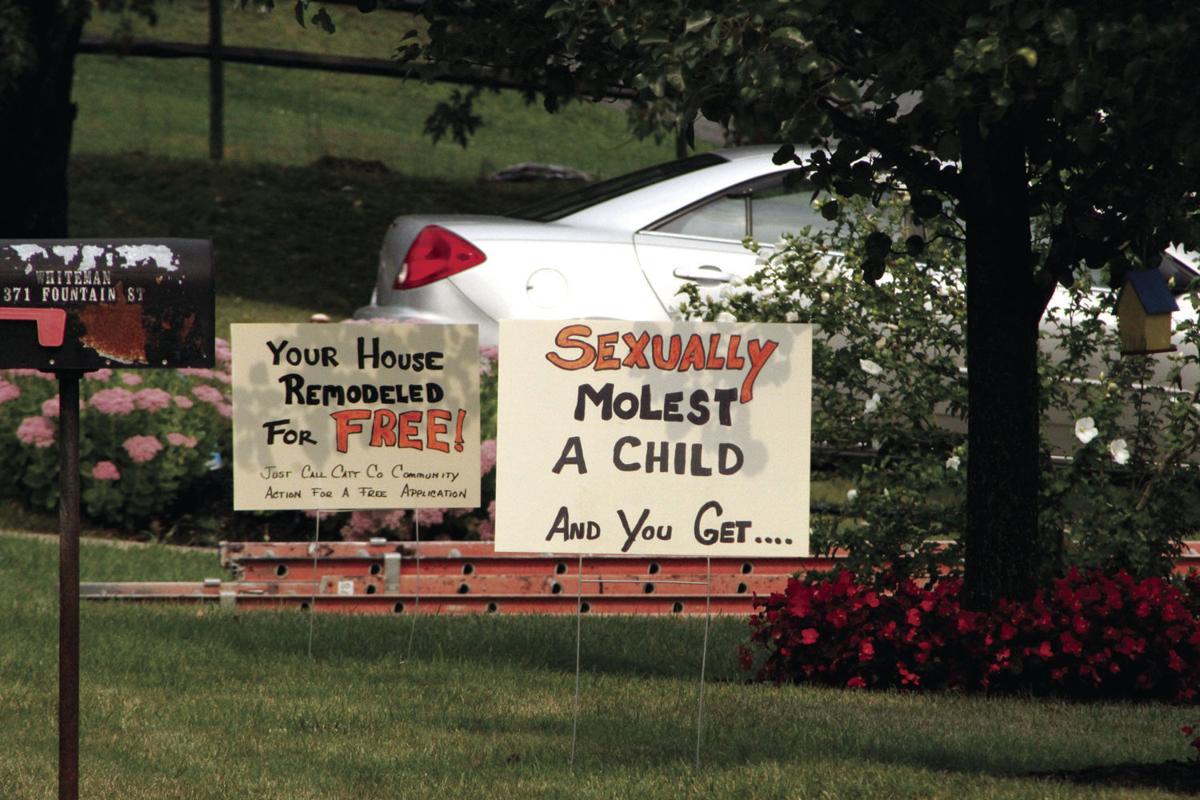 WHITEMAN
371 FOUNTAIN ST
YOUR HOUSE
REMODELED
FOR FREE!
JUST CALL CATT CO COMMUNITY
ACTION FOR A FREE APPLICATION
SEXUALLY
MOLEST
A CHILD
AND YOU GET....